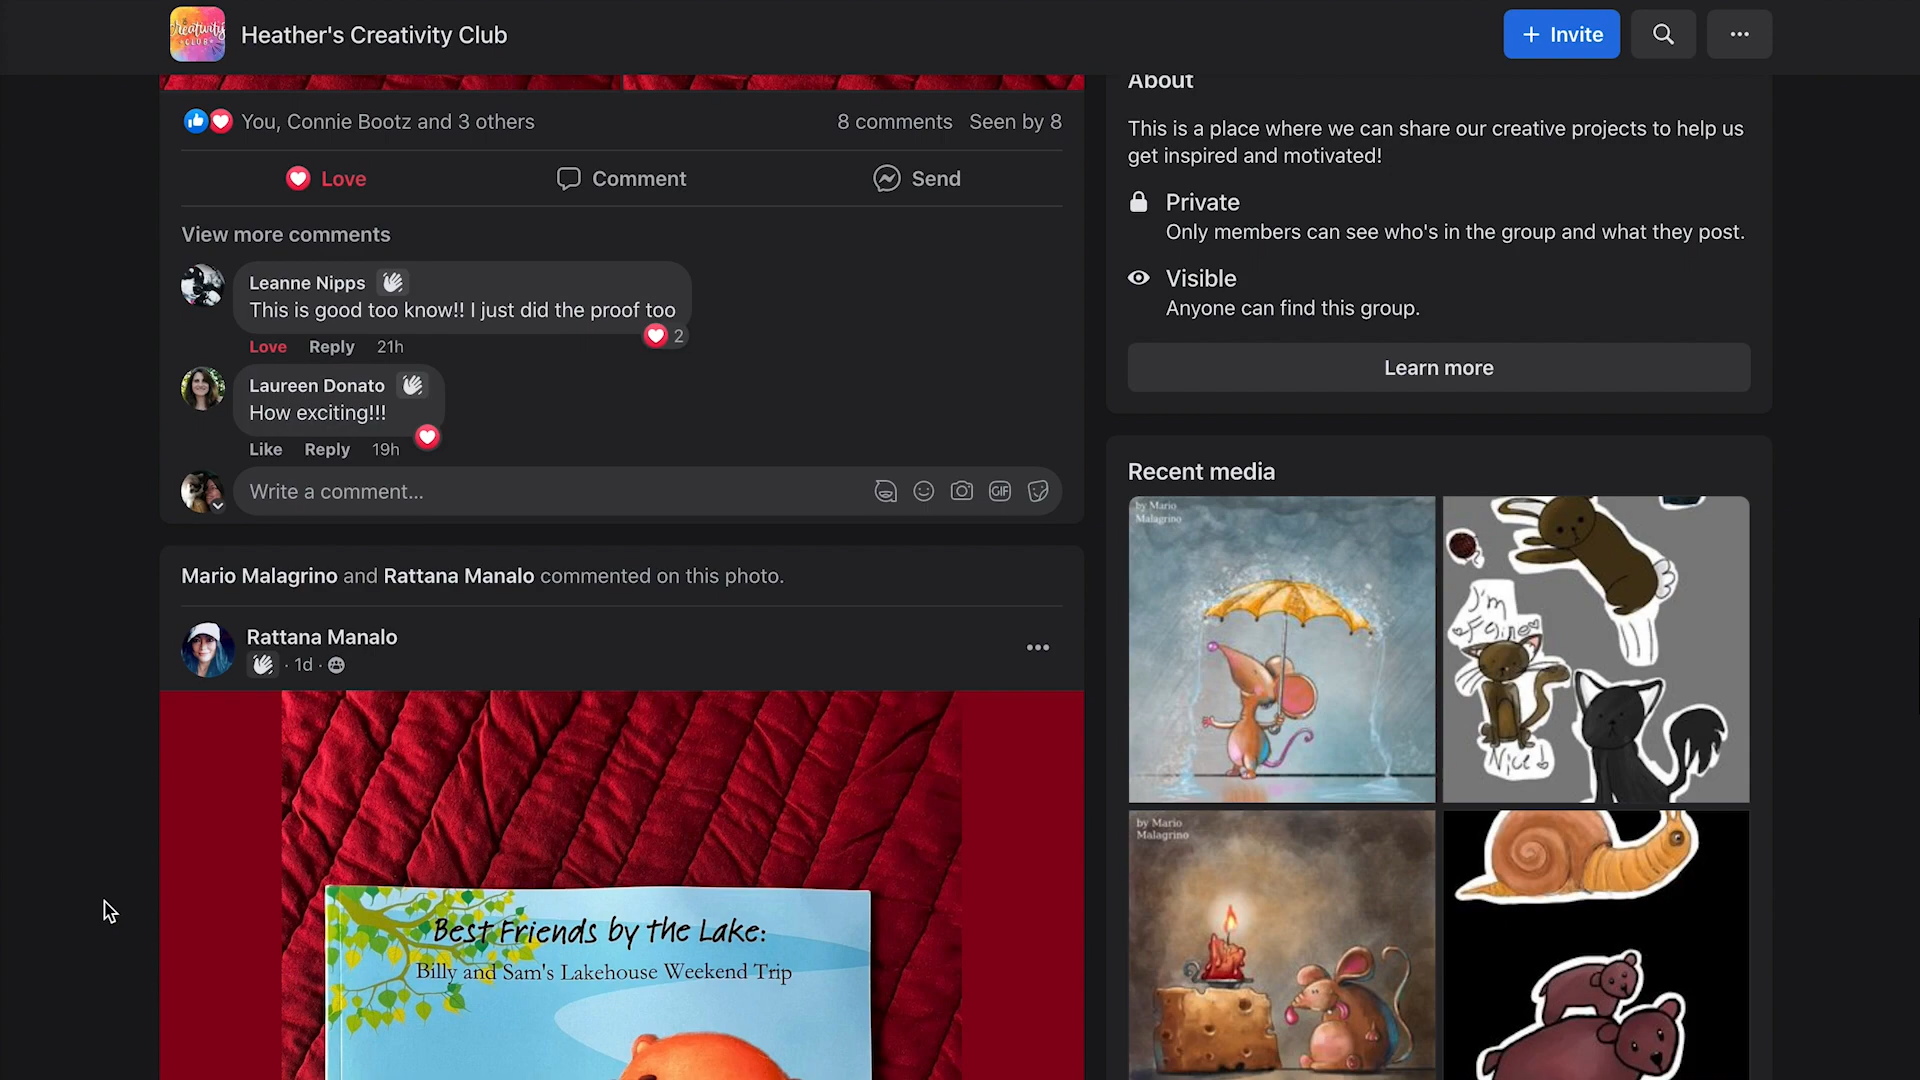 Creativity
CLUB
Heather's Creativity Club
Invite
You, Connie Bootz and 3 others
8 comments
Seen by 8
Love
Comment
Send
View more comments
Leanne Nipps
This is good too know!! I just did the proof too
2
Love
Reply
21h
Laureen Donato
How exciting!!!
Like
Reply
19h
Write a comment...
GIF
Mario Malagrino and Rattana Manalo commented on this photo.
Rattana Manalo
· 1d ·
Best Friends by the Lake:
Billy and Sam's Lakehouse Weekend Trip
About
This is a place where we can share our creative projects to help us
get inspired and motivated!
Private
Only members can see who's in the group and what they post.
Visible
Anyone can find this group.
Learn more
Recent media
by Mario
Malagrino
I'm
Nice
by Mario
Malagrino